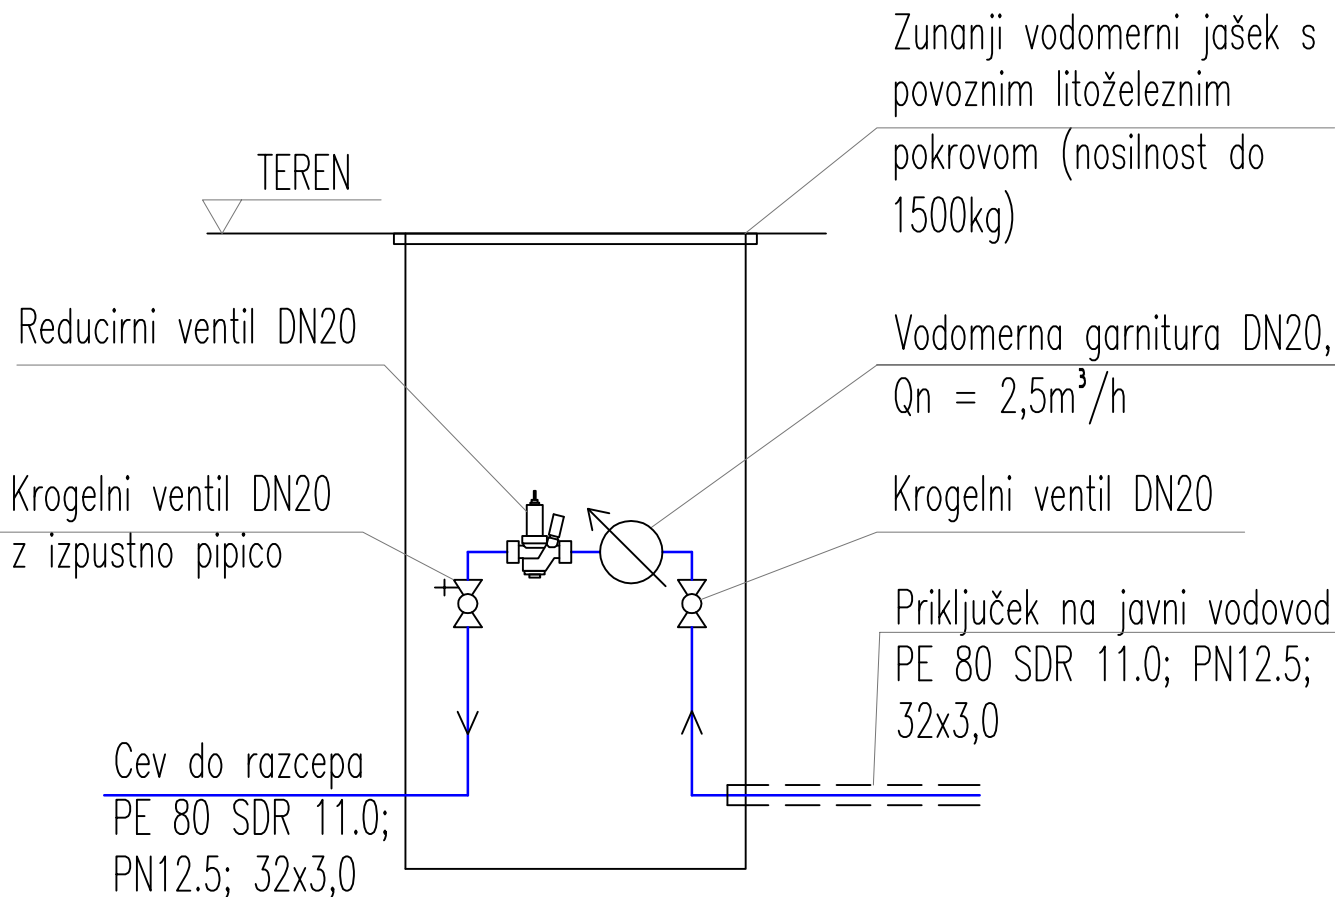 Zunanji vodomerni jašek s
povoznim litoželeznim
pokrovom (nosilnost do
1500kg)
TEREN
Reducirni ventil DN20
Vodomerna garnitura DN20,
Qn = 2,5m³/h
Krogelni ventil DN20
z izpustno pipico
Krogelni ventil DN20
Priključek na javni vodovod
PE 80 SDR 11.0; PN12.5;
32x3,0
Cev do razcepa
PE 80 SDR 11.0;
PN12.5; 32x3,0